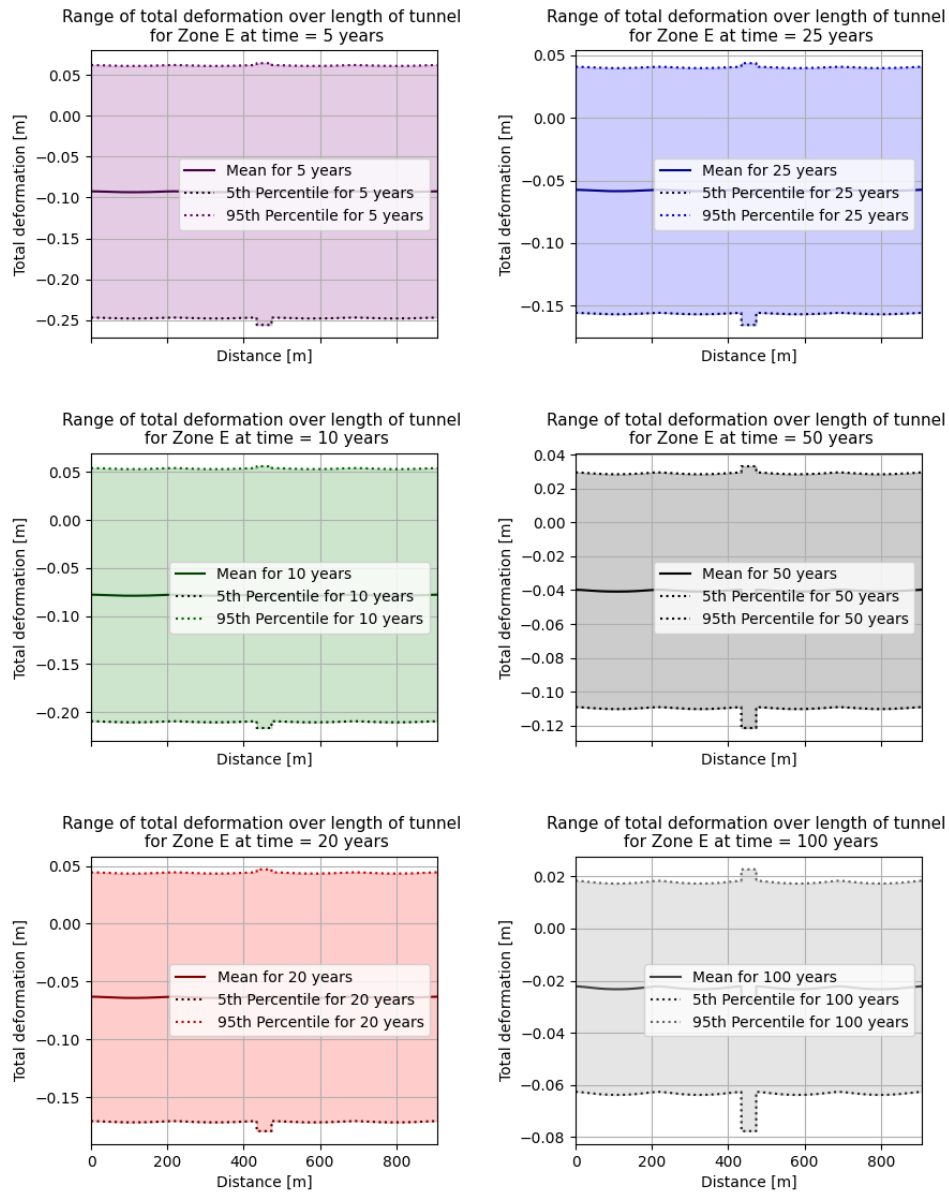 Range of total deformation over length of tunnel
for Zone E at time = 5 years
0.05
0.00
−0.05
−0.10
−0.15
−0.20
−0.25
Total deformation [m]
Mean for 5 years
5th Percentile for 5 years
95th Percentile for 5 years
Distance [m]
Range of total deformation over length of tunnel
for Zone E at time = 25 years
0.05
0.00
−0.05
−0.10
−0.15
Total deformation [m]
Mean for 25 years
5th Percentile for 25 years
95th Percentile for 25 years
Distance [m]
Range of total deformation over length of tunnel
for Zone E at time = 10 years
0.05
0.00
−0.05
−0.10
−0.15
−0.20
Total deformation [m]
Mean for 10 years
5th Percentile for 10 years
95th Percentile for 10 years
Distance [m]
Range of total deformation over length of tunnel
for Zone E at time = 50 years
0.04
0.02
0.00
−0.02
−0.04
−0.06
−0.08
−0.10
−0.12
Total deformation [m]
Mean for 50 years
5th Percentile for 50 years
95th Percentile for 50 years
Distance [m]
Range of total deformation over length of tunnel
for Zone E at time = 20 years
0.05
0.00
−0.05
−0.10
−0.15
Total deformation [m]
Mean for 20 years
5th Percentile for 20 years
95th Percentile for 20 years
0 200 400 600 800
Distance [m]
Range of total deformation over length of tunnel
for Zone E at time = 100 years
0.02
0.00
−0.02
−0.04
−0.06
−0.08
Total deformation [m]
Mean for 100 years
5th Percentile for 100 years
95th Percentile for 100 years
0 200 400 600 800
Distance [m]